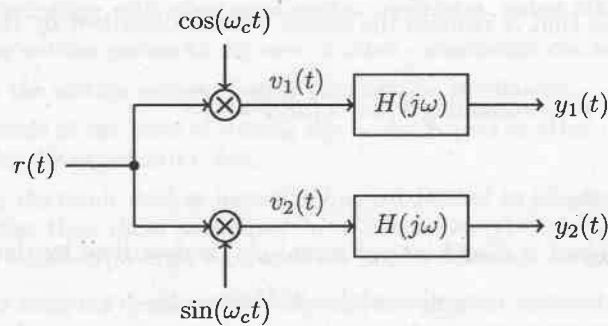 cos(ω_c t)
v_1(t)
H(jω)
y_1(t)
r(t)
v_2(t)
H(jω)
y_2(t)
sin(ω_c t)